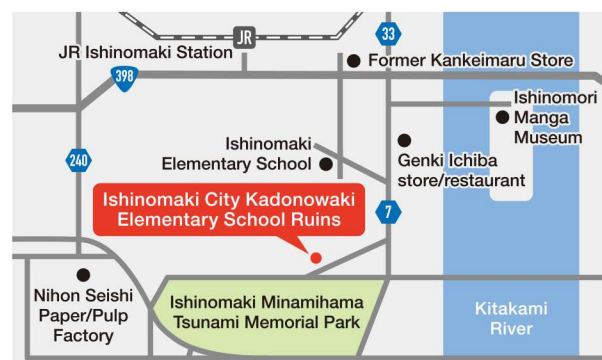 33
JR
JR Ishinomaki Station
Former Kankeimaru Store
398
Ishinomori
Manga
Museum
Ishinomaki
Elementary School
Genki Ichiba
store/restaurant
240
Ishinomaki City Kadonowaki
Elementary School Ruins
7
Nihon Seishi
Paper/Pulp
Factory
Ishinomaki Minamihama
Tsunami Memorial Park
Kitakami
River